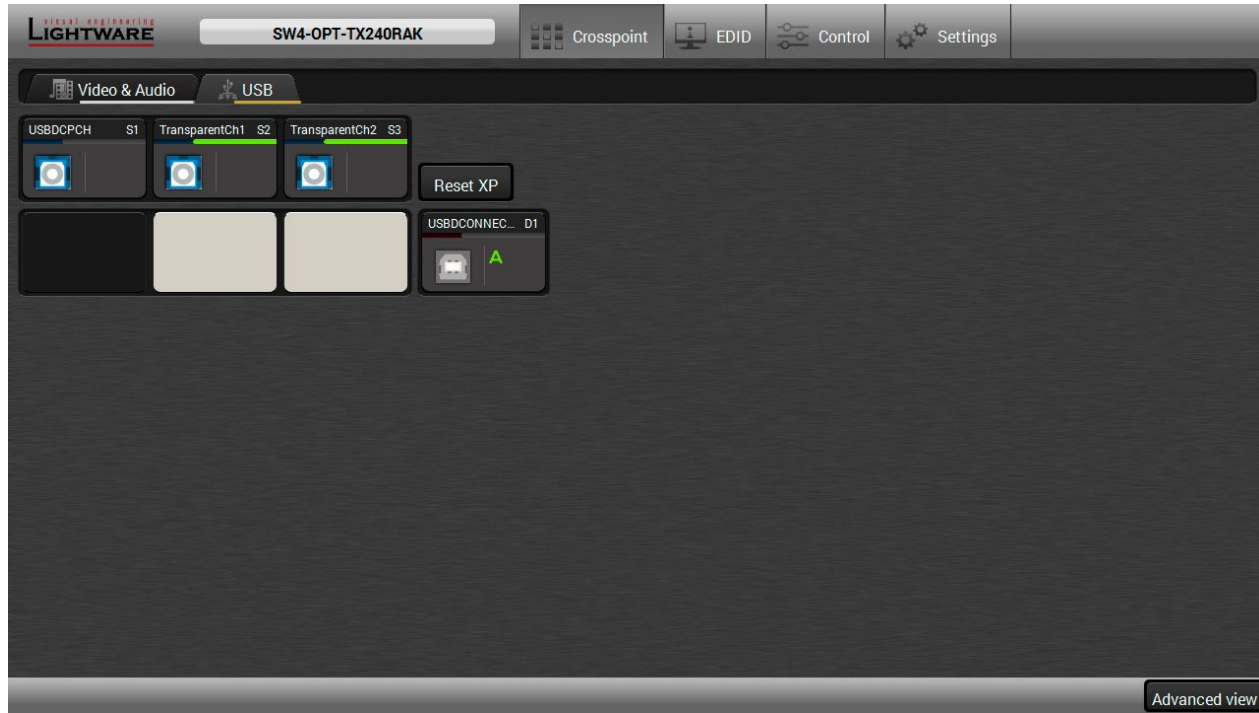 visual engineering
LIGHTWARE
SW4-OPT-TX240RAK
Crosspoint
EDID
Control
Settings
Video & Audio
USB
USBDCPCH S1
TransparentCh1 S2
TransparentCh2 S3
Reset XP
USBDCONNEC... D1
A
Advanced view